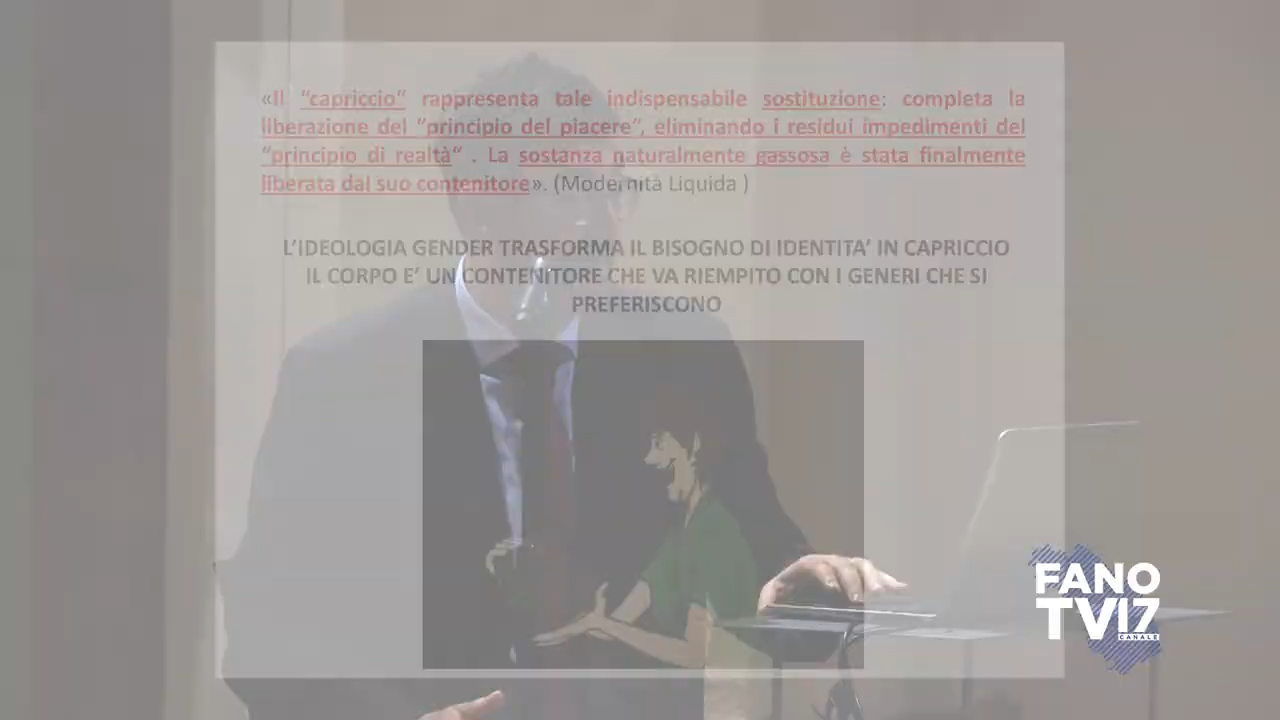 «Il “capriccio” rappresenta tale indispensabile sostituzione: completa la
liberazione del “principio del piacere”, eliminando i residui impedimenti del
“principio di realtà“ . La sostanza naturalmente gassosa è stata finalmente
liberata dal suo contenitore». (Modernità Liquida )
L’IDEOLOGIA GENDER TRASFORMA IL BISOGNO DI IDENTITA’ IN CAPRICCIO
IL CORPO E’ UN CONTENITORE CHE VA RIEMPITO CON I GENERI CHE SI
PREFERISCONO
FANO
TV17
CANALE